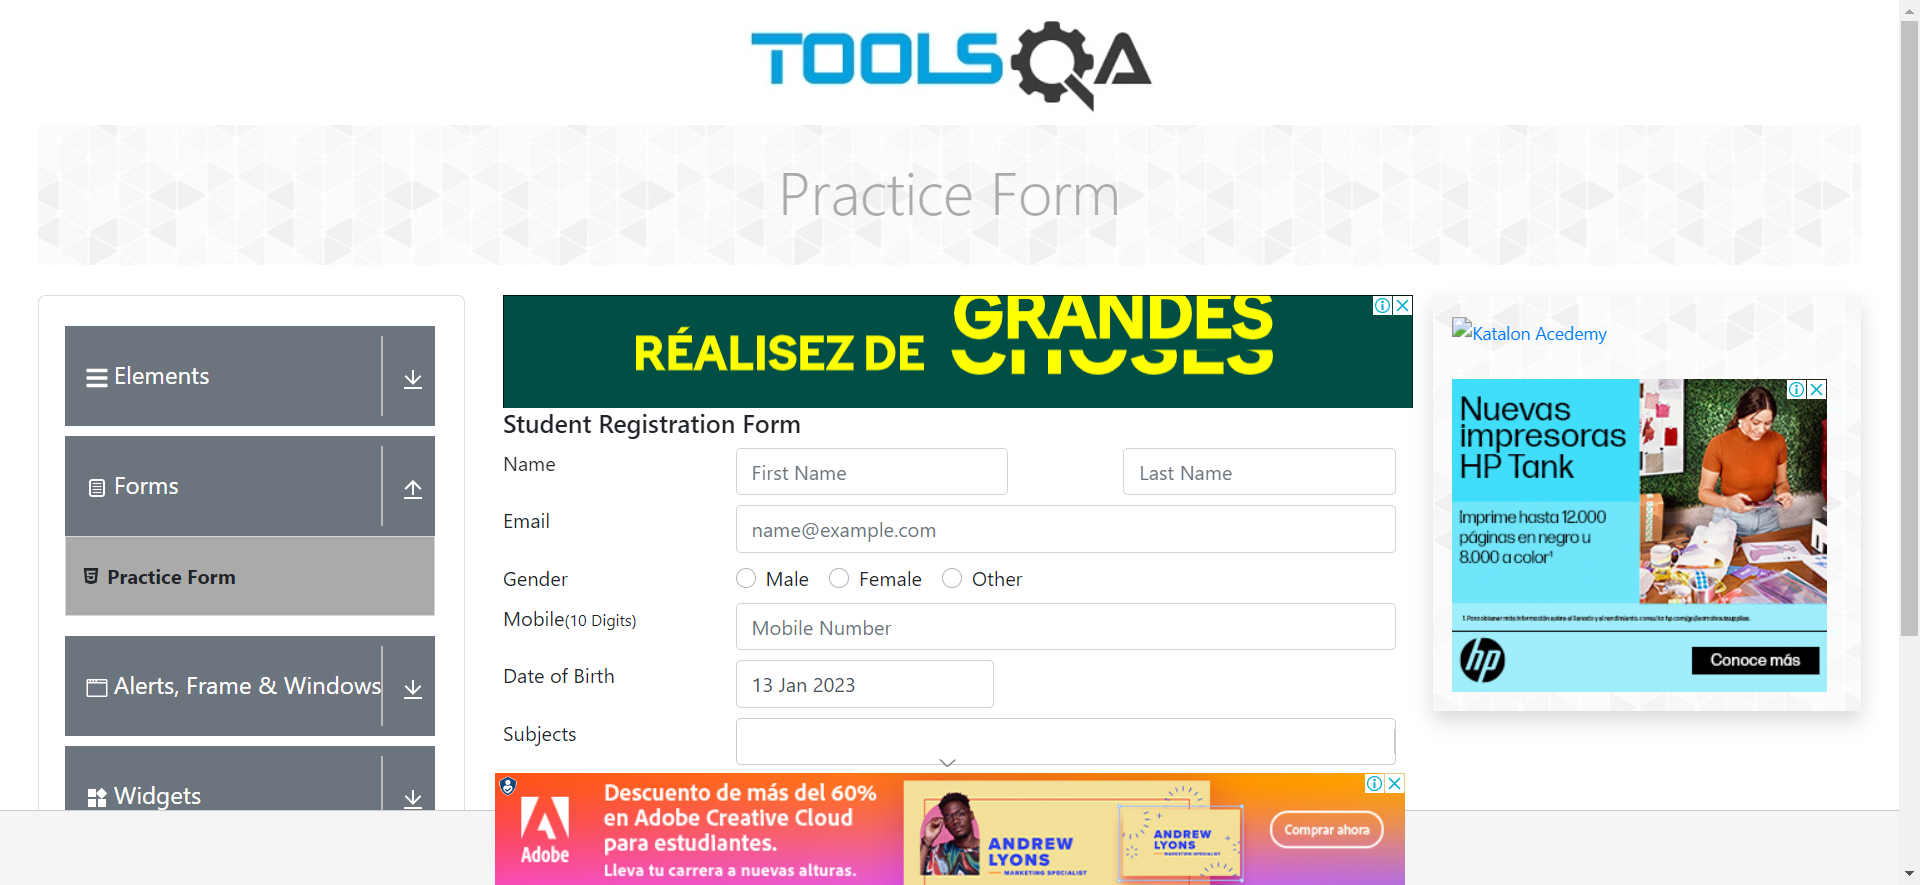 TOOLSQA
Practice Form
Elements
Forms
Practice Form
Alerts, Frame & Windows
Widgets
RÉALISEZ DE GRANDES
CHOSES
Student Registration Form
Name
First Name
Last Name
Email
name@example.com
Gender
Male
Female
Other
Mobile(10 Digits)
Mobile Number
Date of Birth
13 Jan 2023
Subjects
Katalon Acedemy
Nuevas
impresoras
HP Tank
Imprime hasta 12.000
páginas en negro u
8.000 a color¹
hp
Conoce más
Adobe
Descuento de más del 60%
en Adobe Creative Cloud
para estudiantes.
Lleva tu carrera a nuevas alturas.
ANDREW
LYONS
MARKETING SPECIALIST
ANDREW
LYONS
MARKETING SPECIALIST
Comprar ahora